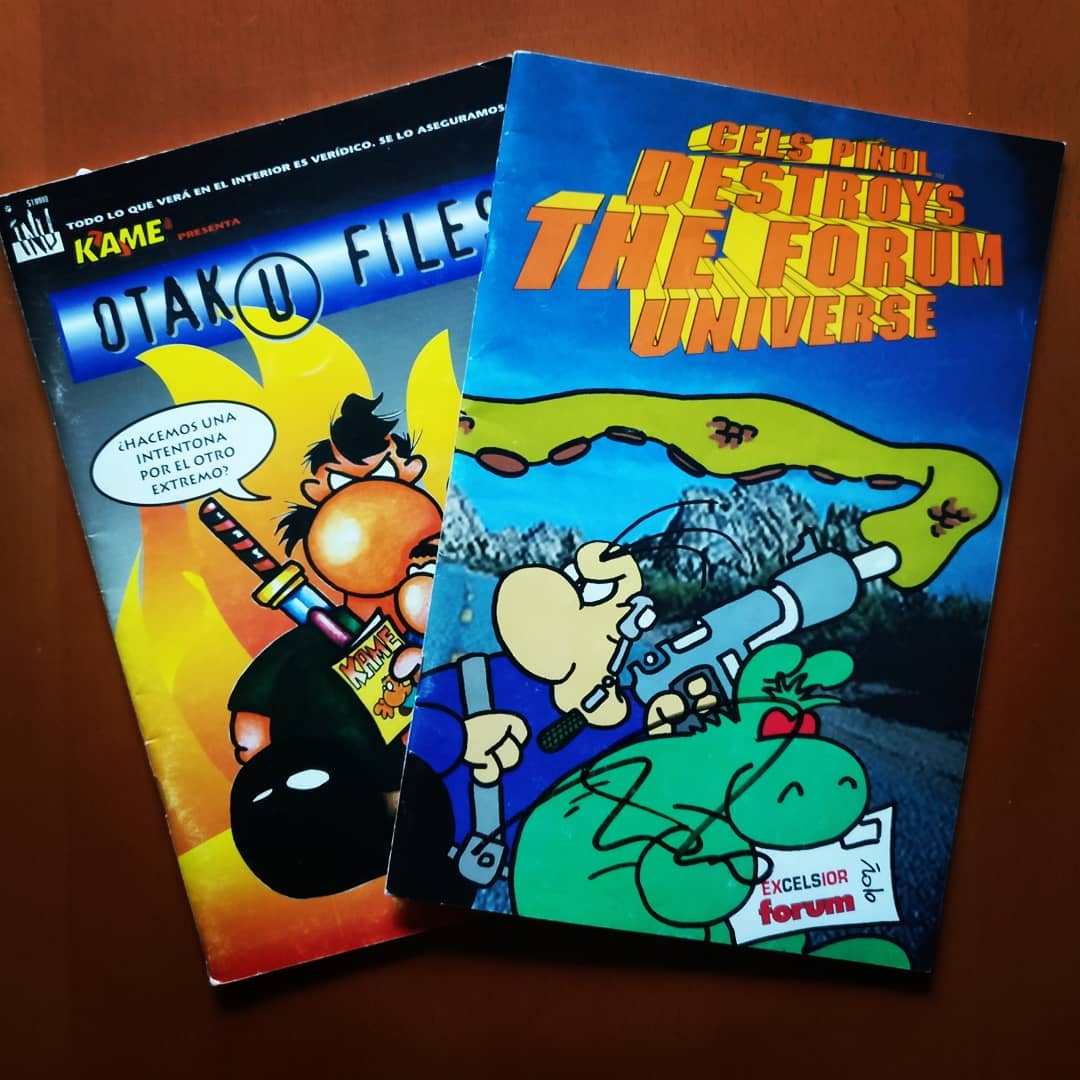 TODO LO QUE VERÁ EN EL INTERIOR ES VERÍDICO. SE LO ASEGURAMOS
KAME
PRESENTA
OTAKU FILES
¿HACEMOS UNA
INTENTONA
POR EL OTRO
EXTREMO?
KAME
CELS PIÑOL
DESTROYS
THE FORUM
UNIVERSE
EXCELSIOR
forum